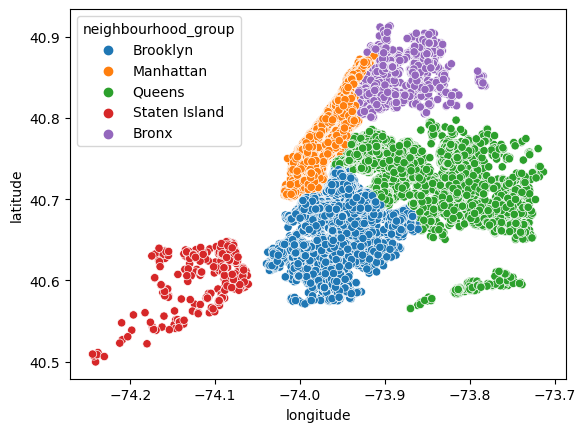 neighbourhood_group
Brooklyn
Manhattan
Queens
Staten Island
Bronx
40.9
40.8
40.7
40.6
40.5
latitude
−74.2 −74.1 −74.0 −73.9 −73.8 −73.7
longitude